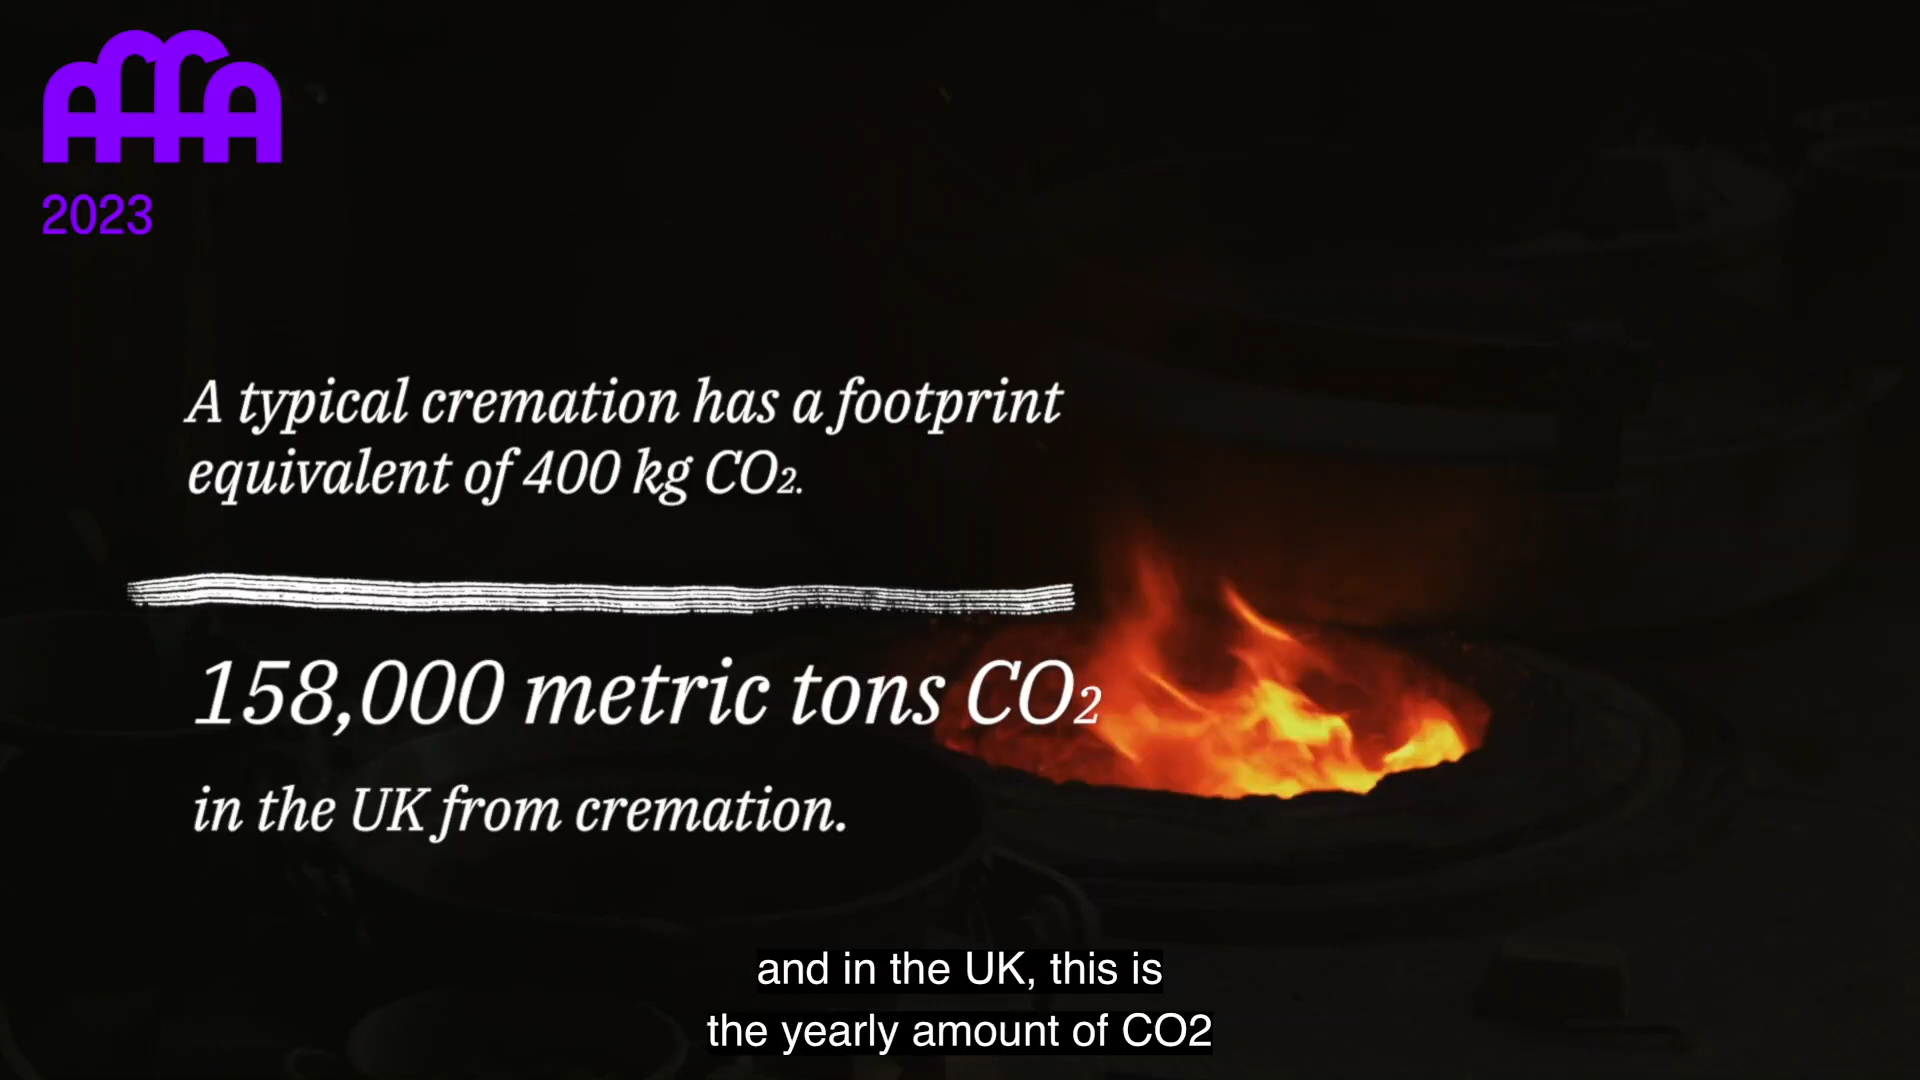 2023
A typical cremation has a footprint
equivalent of 400 kg CO₂.
158,000 metric tons CO₂
in the UK from cremation.
and in the UK, this is
the yearly amount of CO2